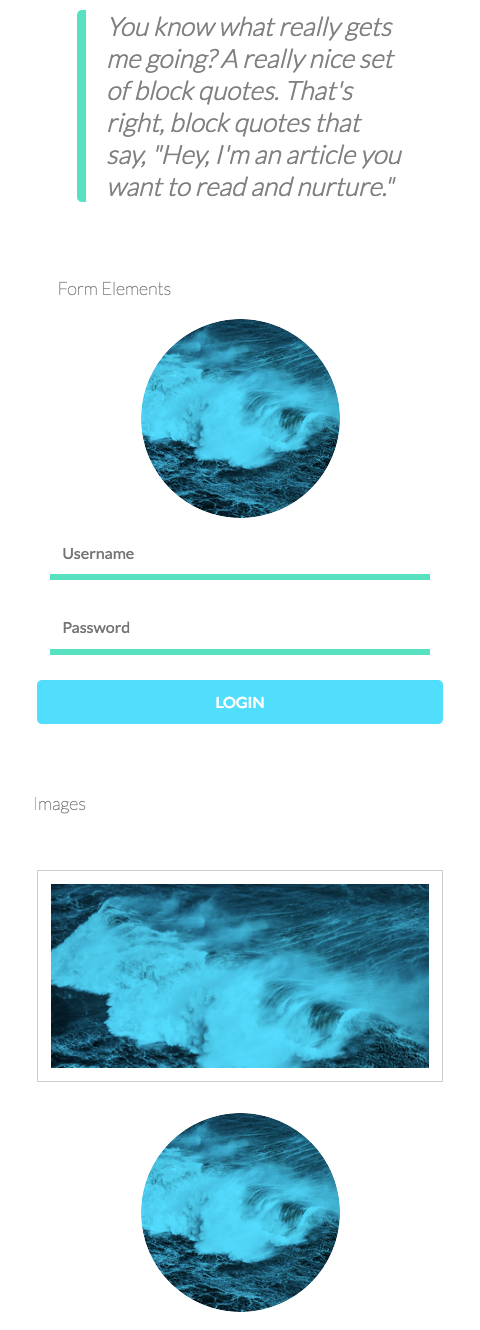 You know what really gets
me going? A really nice set
of block quotes. That's
right, block quotes that
say, "Hey, I'm an article you
want to read and nurture."
Form Elements
Username
Password
LOGIN
Images